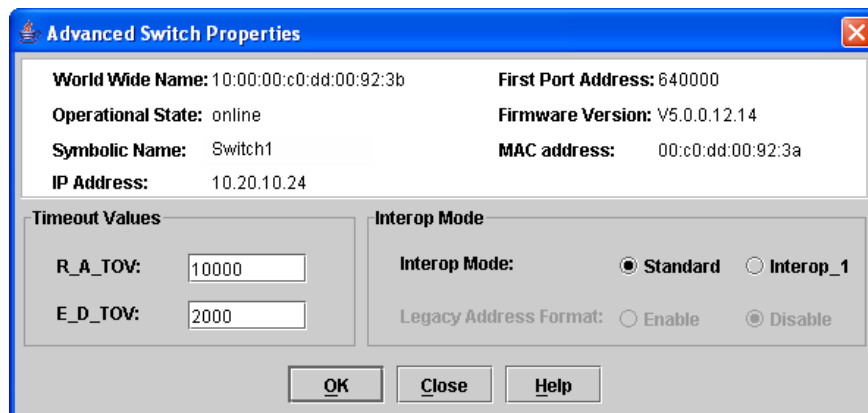 Advanced Switch Properties
World Wide Name: 10:00:00:c0:dd:00:92:3b First Port Address: 640000
Operational State: online Firmware Version: V5.0.0.12.14
Symbolic Name: Switch1 MAC address: 00:c0:dd:00:92:3a
IP Address: 10.20.10.24
Timeout Values Interop Mode
R_A_TOV: 10000 Interop Mode: Standard Interop_1
E_D_TOV: 2000 Legacy Address Format: Enable Disable
OK Close Help